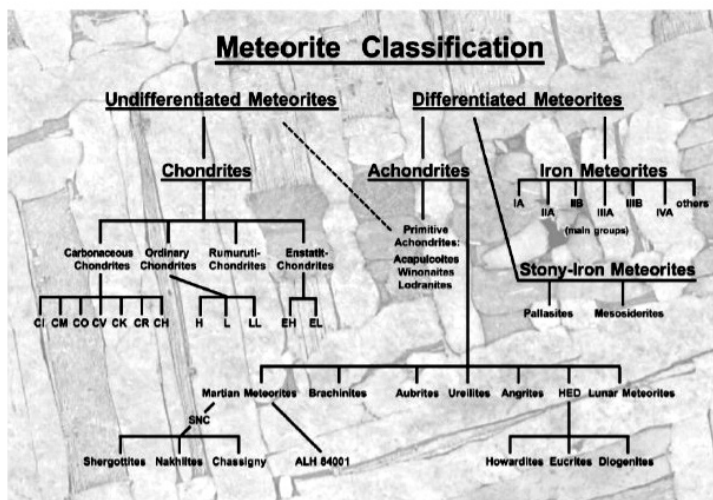 Meteorite Classification
Undifferentiated Meteorites
Differentiated Meteorites
Chondrites
Achondrites
Iron Meteorites
IA
IIA
IIB
IIIA
IIIB
IVA
others
(main groups)
Primitive
Achondrites:
Acapulcoites
Winonaites
Lodranites
Carbonaceous
Chondrites
Ordinary
Chondrites
Rumuruti-
Chondrites
Enstatit-
Chondrites
Stony-Iron Meteorites
Pallasites
Mesosiderites
CI
CM
CO
CV
CK
CR
CH
H
L
LL
EH
EL
Martian Meteorites
Brachinites
Aubrites
Ureilites
Angrites
HED
Lunar Meteorites
SNC
Shergottites
Nakhlites
Chassigny
ALH 84001
Howardites
Eucrites
Diogenites